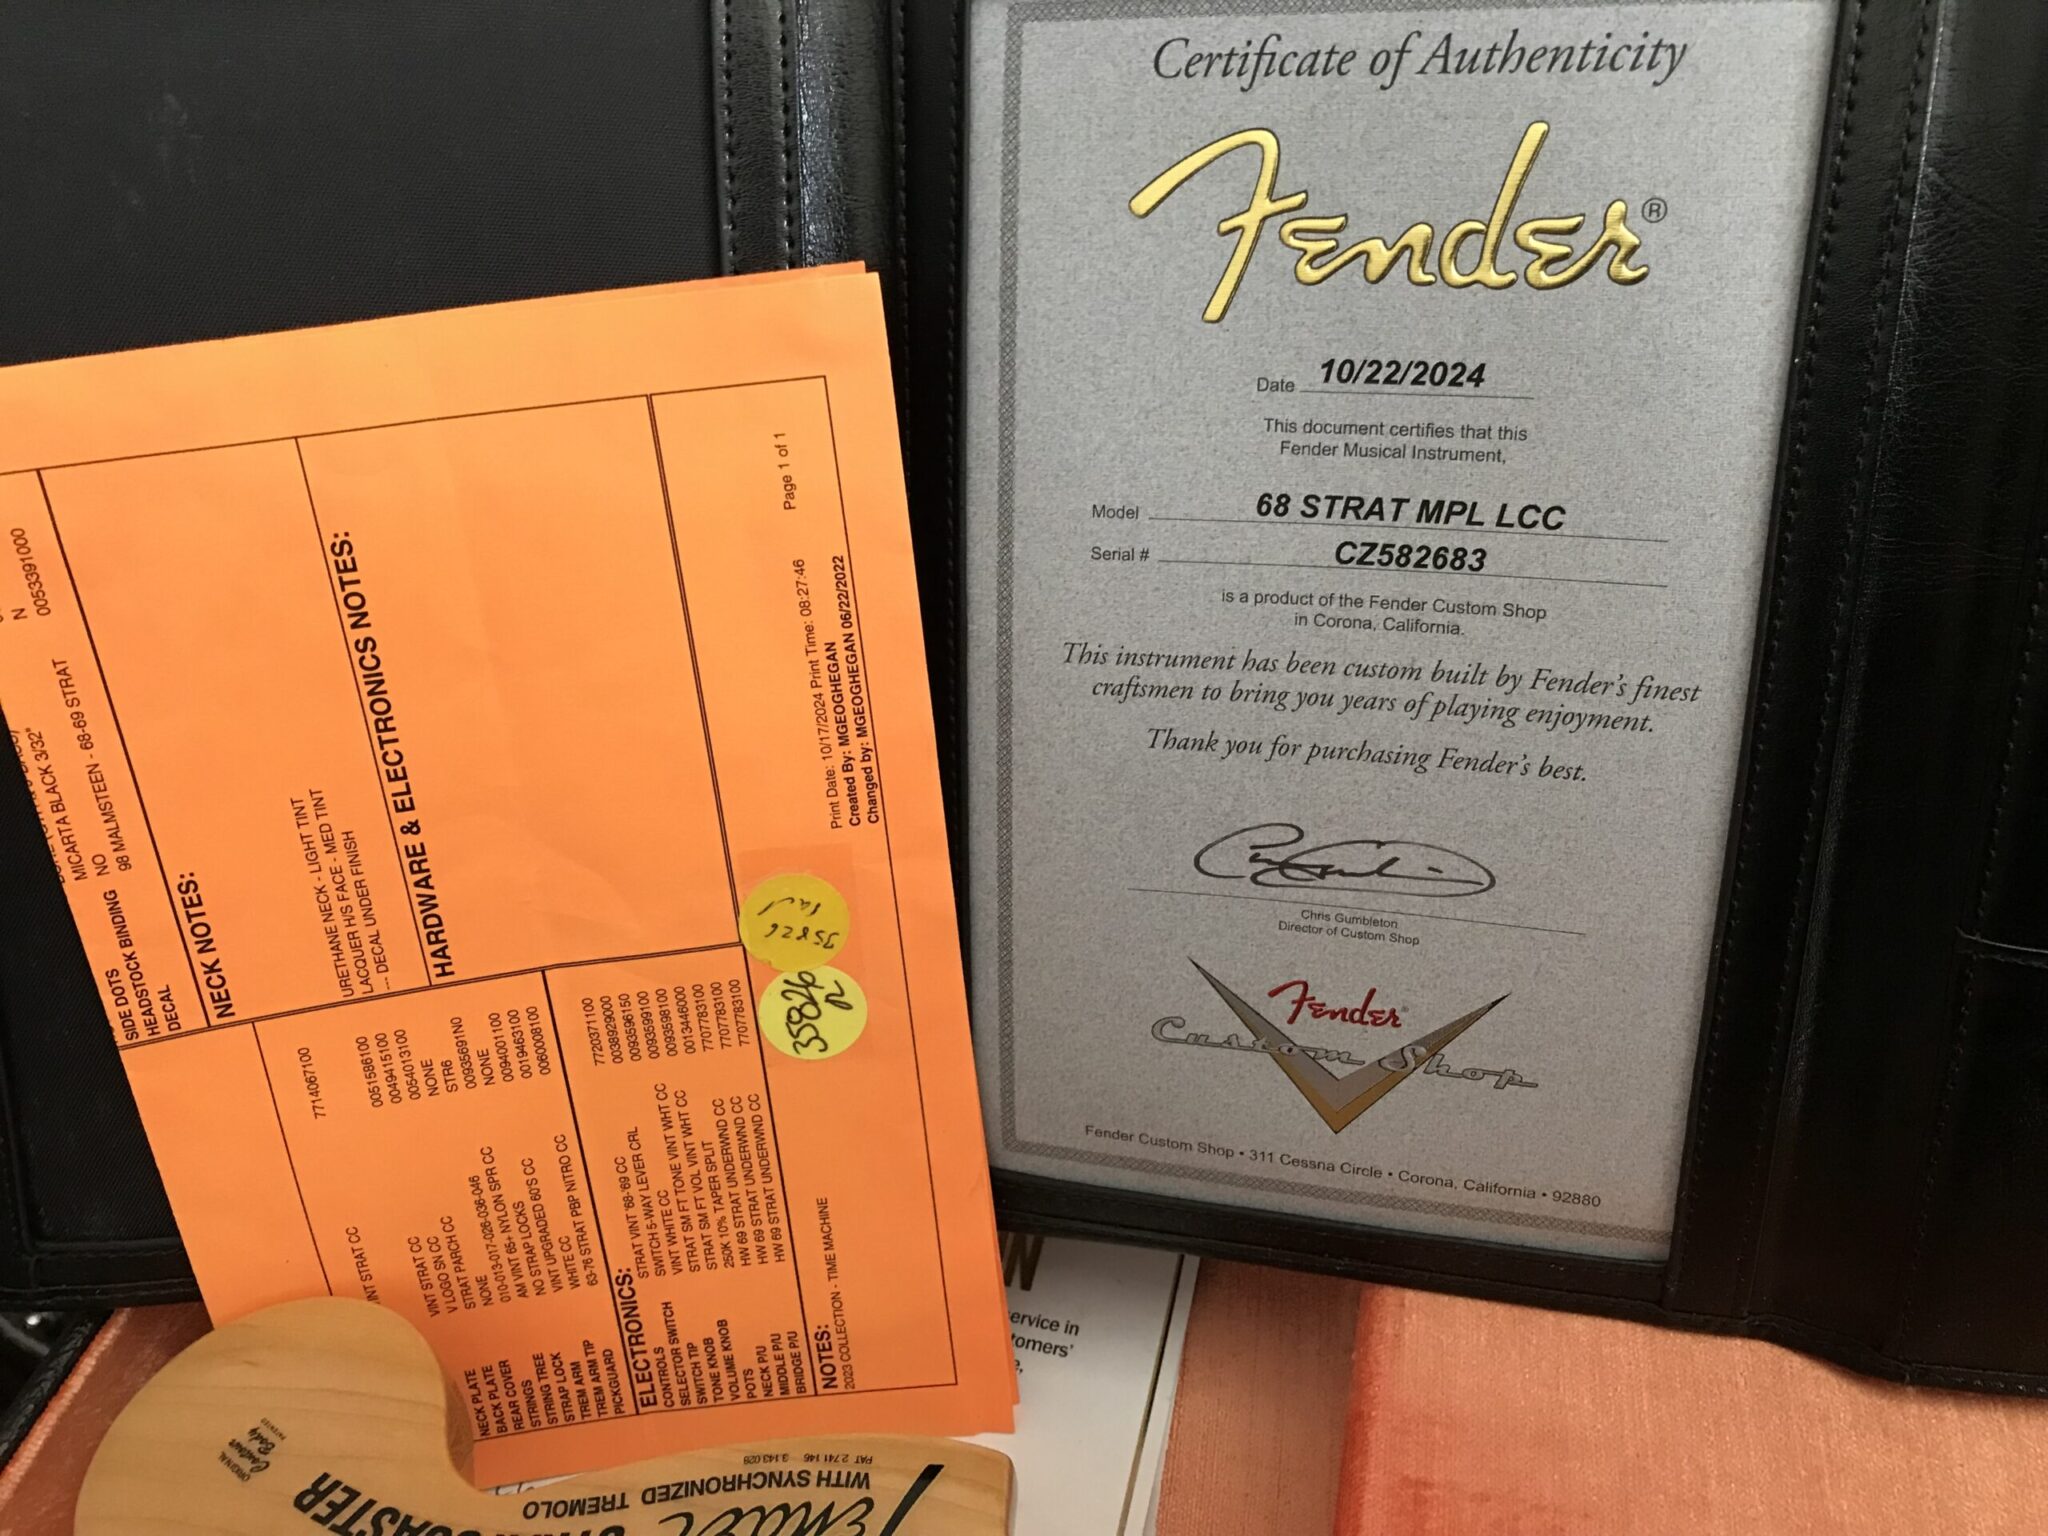 Certificate of Authenticity
Fender®
Date 10/22/2024
This document certifies that this
Fender Musical Instrument,
Model 68 STRAT MPL LCC
Serial # CZ582683
is a product of the Fender Custom Shop
in Corona, California.
This instrument has been custom built by Fender's finest
craftsmen to bring you years of playing enjoyment.
Thank you for purchasing Fender's best.
Chris Gumbleton
Director of Custom Shop
Fender®
Custom Shop
Fender Custom Shop • 311 Cessna Circle • Corona, California • 92880
N
0053391000
MICARTA BLACK 3/32"
SIDE DOTS
HEADSTOCK BINDING NO
DECAL 98 MALMSTEEN - 68-69 STRAT
NECK NOTES:
URETHANE NECK - LIGHT TINT
LACQUER H/S FACE - MED TINT
--- DECAL UNDER FINISH
HARDWARE & ELECTRONICS NOTES:
VINT STRAT CC 7714067100
NECK PLATE VINT STRAT CC 0051586100
BACK PLATE V LOGO SN CC 0049415100
REAR COVER STRAT PARCH CC 0054013100
STRINGS NONE NONE
STRING TREE 010-013-017-026-036-046 STR6
STRAP LOCK AM VINT 65+ NYLON SPR CC 00935691N0
TREM ARM NO STRAP LOCKS NONE
TREM ARM TIP VINT UPGRADED 60'S CC 0094001100
PICKGUARD WHITE CC 0019463100
63-76 STRAT PBP NITRO CC 0060008100
ELECTRONICS:
CONTROLS STRAT VINT '68-'69 CC 7720371100
SELECTOR SWITCH SWITCH 5-WAY LEVER CRL 0038929000
SWITCH TIP VINT WHITE CC 0093596150
TONE KNOB STRAT SM FT TONE VINT WHT CC 0093599100
VOLUME KNOB STRAT SM FT VOL VINT WHT CC 0093598100
POTS 250K 10% TAPER SPLIT 0013446000
NECK P/U HW 69 STRAT UNDERWND CC 7707783100
MIDDLE P/U HW 69 STRAT UNDERWND CC 7707783100
BRIDGE P/U HW 69 STRAT UNDERWND CC 7707783100
NOTES:
2023 COLLECTION - TIME MACHINE
Print Date: 10/17/2024 Print Time: 08:27:46 Page 1 of 1
Created By: MGEOGHEGAN
Changed by: MGEOGHEGAN 06/22/2022
35826
35826
N
ervice in
tomers'
e,
Fender
WITH SYNCHRONIZED TREMOLO
PAT 2.741.146 3.143.028
ORIGINAL
Contour
Body
PATENTED